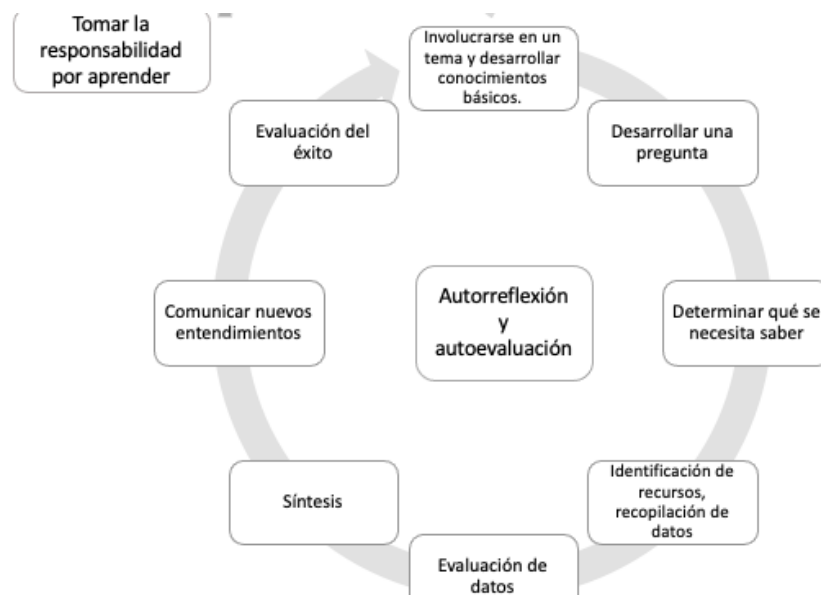 Tomar la
responsabilidad
por aprender
Involucrarse en un
tema y desarrollar
conocimientos
básicos.
Desarrollar una
pregunta
Determinar qué se
necesita saber
Identificación de
recursos,
recopilación de
datos
Evaluación de
datos
Síntesis
Comunicar nuevos
entendimientos
Evaluación del
éxito
Autorreflexión
y
autoevaluación